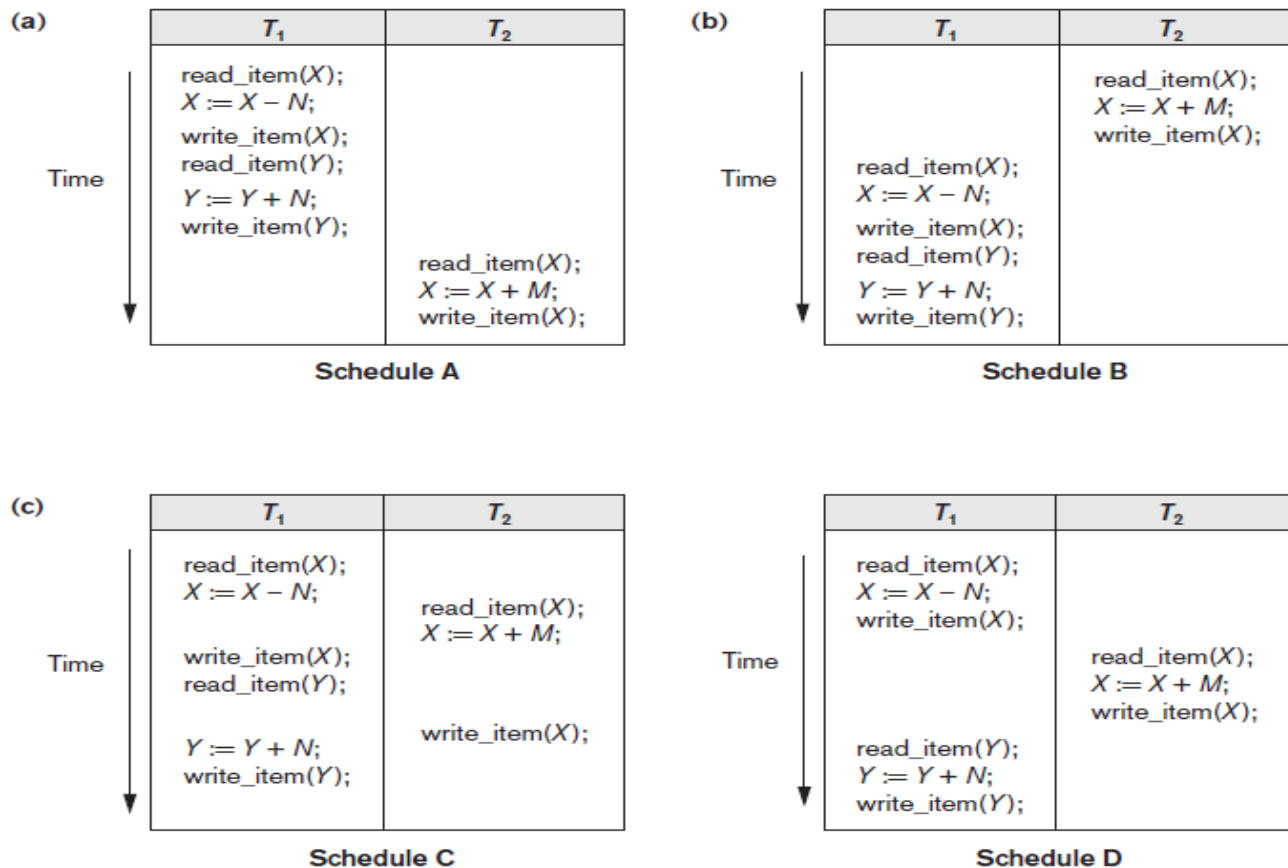 (a)
T₁ T₂
read_item(X);
X := X − N;
write_item(X);
read_item(Y);
Time
Y := Y + N;
write_item(Y);
read_item(X);
X := X + M;
write_item(X);
Schedule A
(b)
T₁ T₂
read_item(X);
X := X + M;
write_item(X);
Time
read_item(X);
X := X − N;
write_item(X);
read_item(Y);
Y := Y + N;
write_item(Y);
Schedule B
(c)
T₁ T₂
read_item(X);
X := X − N;
read_item(X);
X := X + M;
Time
write_item(X);
read_item(Y);
write_item(X);
Y := Y + N;
write_item(Y);
Schedule C
T₁ T₂
read_item(X);
X := X − N;
write_item(X);
Time
read_item(X);
X := X + M;
write_item(X);
read_item(Y);
Y := Y + N;
write_item(Y);
Schedule D